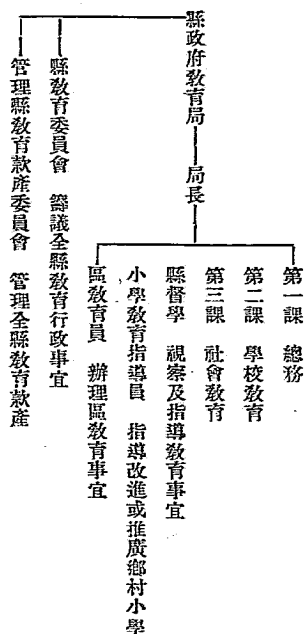 縣政府教育局 局長
第一課 總務
第二課 學校教育
第三課 社會教育
縣督學 視察及指導教育事宜
小學教育指導員 指導改進或推廣鄉村小學
區教育員 辦理區教育事宜
縣教育委員會 籌議全縣教育行政事宜
管理縣教育款產委員會 管理全縣教育款產